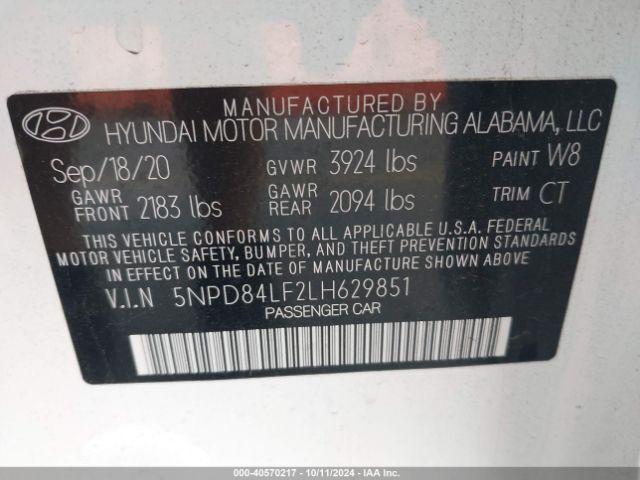 MANUFACTURED BY
HYUNDAI MOTOR MANUFACTURING ALABAMA, LLC
Sep/18/20 GVWR 3924 lbs PAINT W8
GAWR FRONT 2183 lbs GAWR REAR 2094 lbs TRIM CT
THIS VEHICLE CONFORMS TO ALL APPLICABLE U.S.A. FEDERAL
MOTOR VEHICLE SAFETY, BUMPER, AND THEFT PREVENTION STANDARDS
IN EFFECT ON THE DATE OF MANUFACTURE SHOWN ABOVE.
V.I.N 5NPD84LF2LH629851
PASSENGER CAR
000-40570217 - 10/11/2024 - COPYRIGHT IAA, LLC.